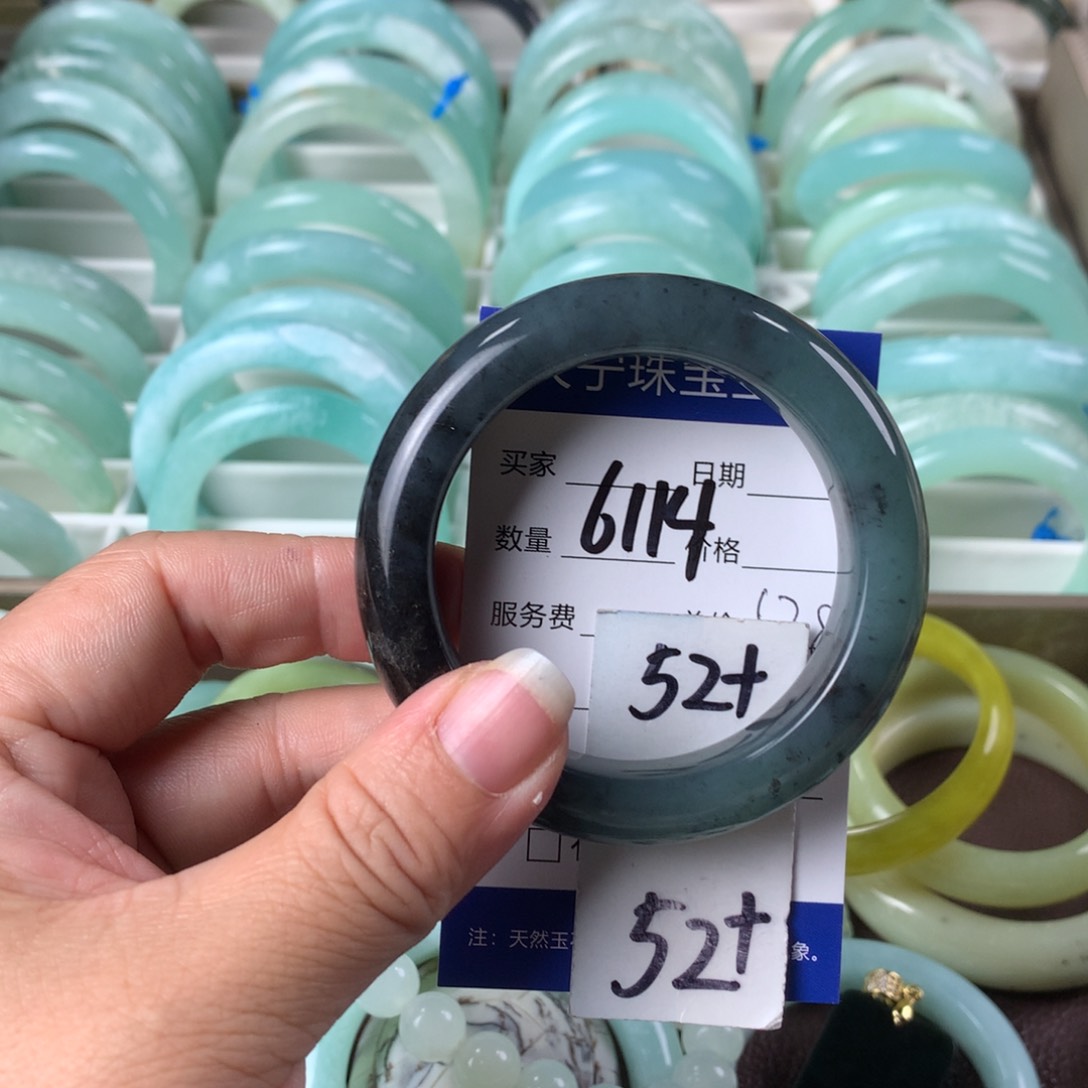 宁珠宝
买家 日期
6114
数量 价格
服务费
52+
52+
注：天然玉 象。